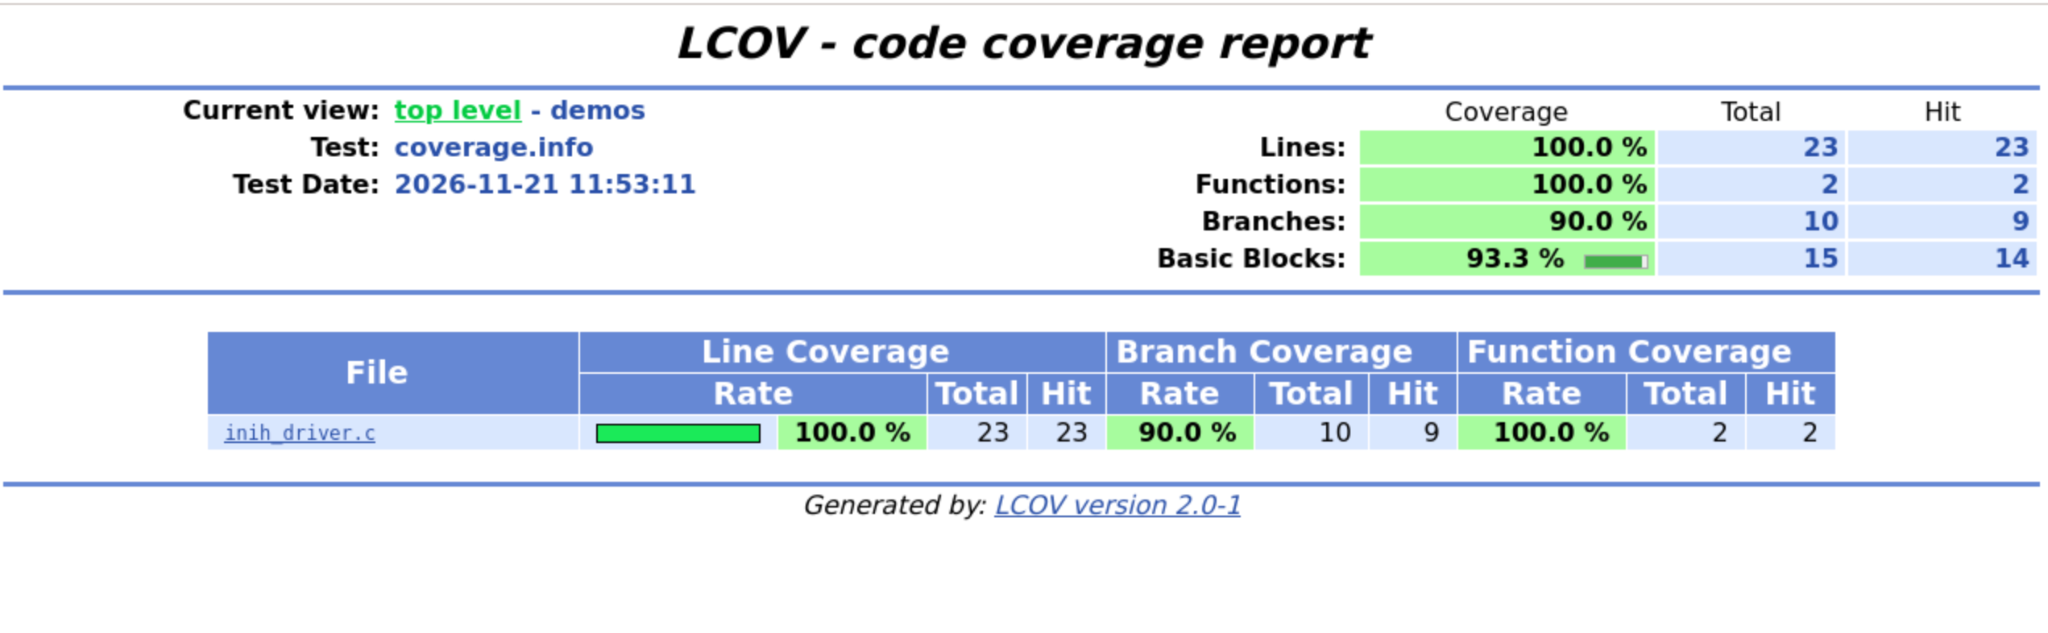 LCOV - code coverage report
Current view: top level - demos
Coverage Total Hit
Test: coverage.info
Lines: 100.0 % 23 23
Test Date: 2026-11-21 11:53:11
Functions: 100.0 % 2 2
Branches: 90.0 % 10 9
Basic Blocks: 93.3 % 15 14
File Line Coverage Branch Coverage Function Coverage
Rate Total Hit Rate Total Hit Rate Total Hit
inih_driver.c 100.0 % 23 23 90.0 % 10 9 100.0 % 2 2
Generated by: LCOV version 2.0-1